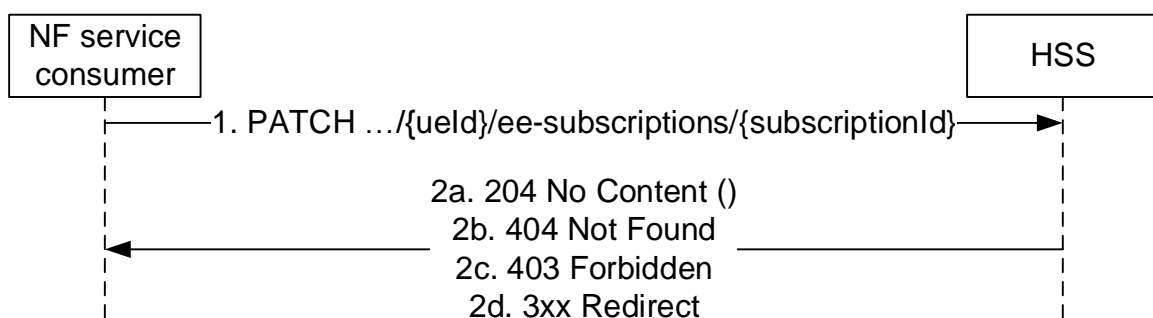 NF service
consumer
HSS
1. PATCH …/{ueId}/ee-subscriptions/{subscriptionId}
2a. 204 No Content ()
2b. 404 Not Found
2c. 403 Forbidden
2d. 3xx Redirect